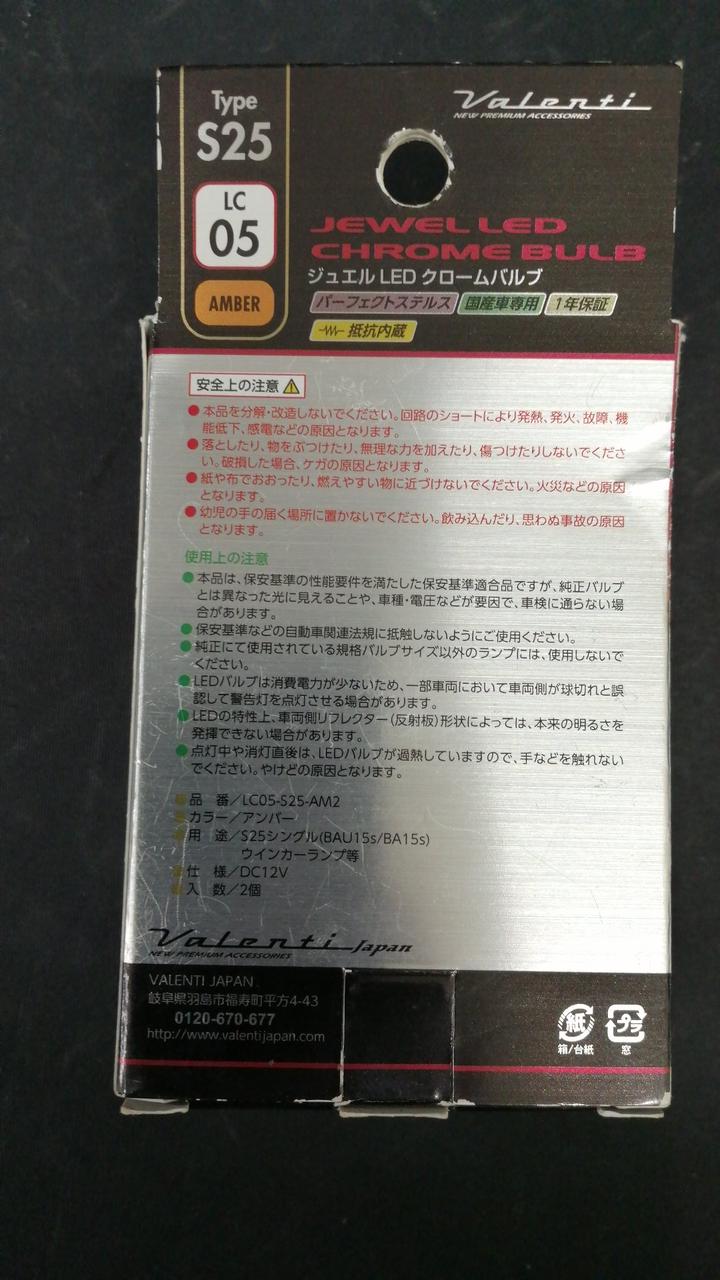 Type
S25
LC
05
AMBER
Valenti
NEW PREMIUM ACCESSORIES
JEWEL LED
CHROME BULB
ジュエル LED クロームバルブ
パーフェクトステルス 国産車専用 1年保証
抵抗内蔵
安全上の注意
●本品を分解・改造しないでください。回路のショートにより発熱、発火、故障、機
能低下、感電などの原因となります。
●落としたり、物をぶつけたり、無理な力を加えたり、傷つけたりしないでくださ
い。破損した場合、ケガの原因となります。
●紙や布でおおったり、燃えやすい物に近づけないでください。火災などの原因
となります。
●幼児の手の届く場所に置かないでください。飲み込んだり、思わぬ事故の原因
となります。
使用上の注意
●本品は、保安基準の性能要件を満たした保安基準適合品ですが、純正バルブ
とは異なった光に見えることや、車種・電圧などが要因で、車検に通らない場
合があります。
●保安基準などの自動車関連法規に抵触しないようにご使用ください。
●純正にて使用されている規格バルブサイズ以外のランプには、使用しないで
ください。
●LEDバルブは消費電力が少ないため、一部車両において車両側が球切れと誤
認して警告灯を点灯させる場合があります。
●LEDの特性上、車両側リフレクター(反射板)形状によっては、本来の明るさを
発揮できない場合があります。
●点灯中や消灯直後は、LEDバルブが過熱していますので、手などを触れない
でください。やけどの原因となります。
■品 番／LC05-S25-AM2
■カラー／アンバー
■用 途／S25シングル(BAU15s/BA15s)
ウインカーランプ等
■仕 様／DC12V
■入 数／2個
Valenti Japan
NEW PREMIUM ACCESSORIES
VALENTI JAPAN
岐阜県羽島市福寿町平方4-43
0120-670-677
http://www.valentijapan.com
紙 プラ
箱/台紙 窓